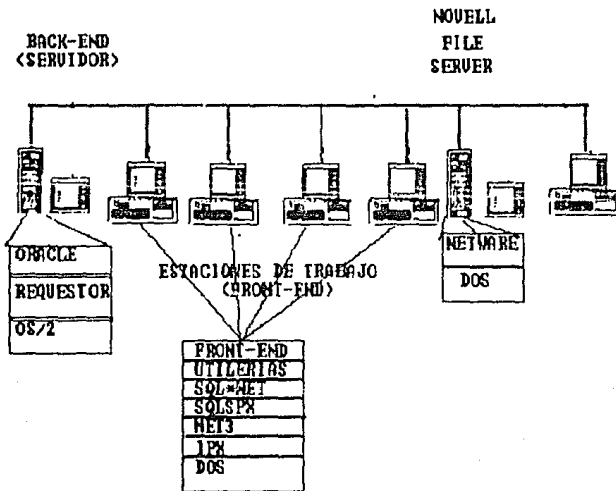 BACK-END
<SERVIDOR>
NOVELL
FILE
SERVER
ORACLE
REQUESTOR
OS/2
ESTACIONES DE TRABAJO
(FRONT-END)
NETWARE
DOS
FRONT-END
UTILERIAS
SQL*NET
SQLSPX
NET3
IPX
DOS